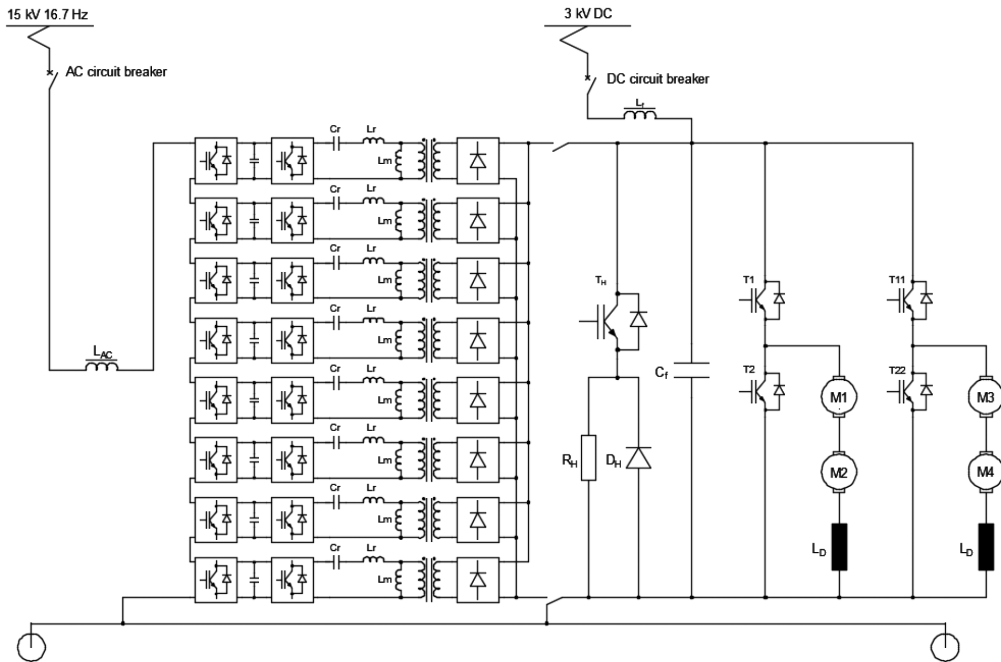 15 kV 16.7 Hz
3 kV DC
AC circuit breaker
DC circuit breaker
Lf
Cr Lr
Lm
Cr Lr
Lm
Cr Lr
Lm
TH T1 T11
Cr Lr
Lm
LAC
Cf T2 T22
Cr Lr
Lm
M1 M3
Cr Lr
Lm
RH DH M2 M4
Cr Lr
Lm
LD LD
Cr Lr
Lm